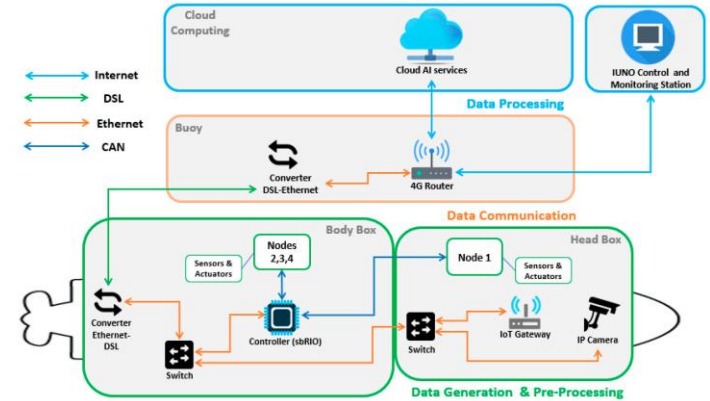 Cloud
Computing
Cloud AI services
IUNO Control and
Monitoring Station
Internet
DSL
Ethernet
CAN
Data Processing
Buoy
Converter
DSL-Ethernet
4G Router
Data Communication
Body Box
Head Box
Nodes
2,3,4
Sensors &
Actuators
Node 1
Sensors &
Actuators
Converter
Ethernet-
DSL
Controller (sbRIO)
Switch
Switch
IoT Gateway
IP Camera
Data Generation & Pre-Processing